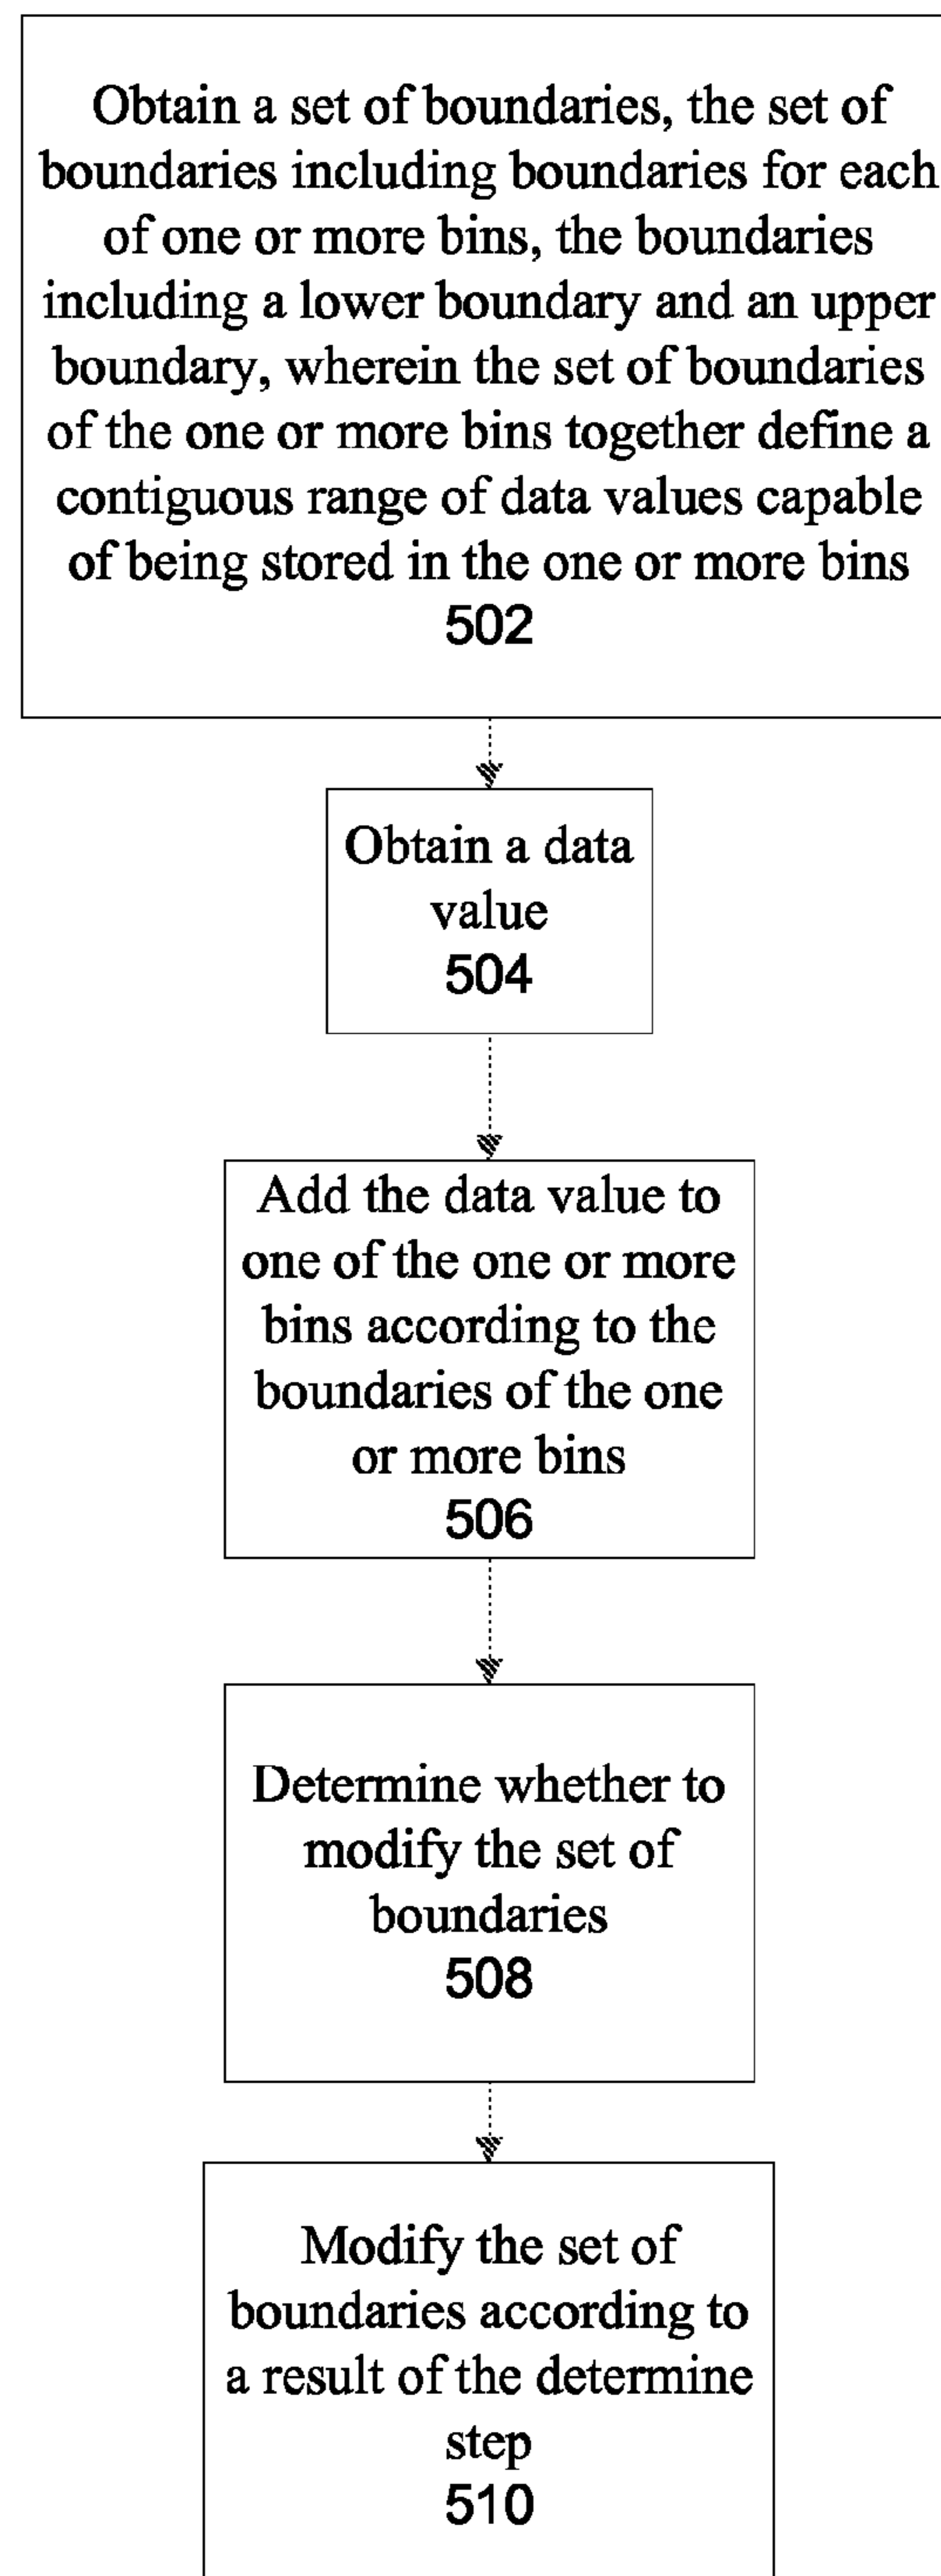 Obtain a set of boundaries, the set of
boundaries including boundaries for each
of one or more bins, the boundaries
including a lower boundary and an upper
boundary, wherein the set of boundaries
of the one or more bins together define a
contiguous range of data values capable
of being stored in the one or more bins
502
Obtain a data
value
504
Add the data value to
one of the one or more
bins according to the
boundaries of the one
or more bins
506
Determine whether to
modify the set of
boundaries
508
Modify the set of
boundaries according to
a result of the determine
step
510